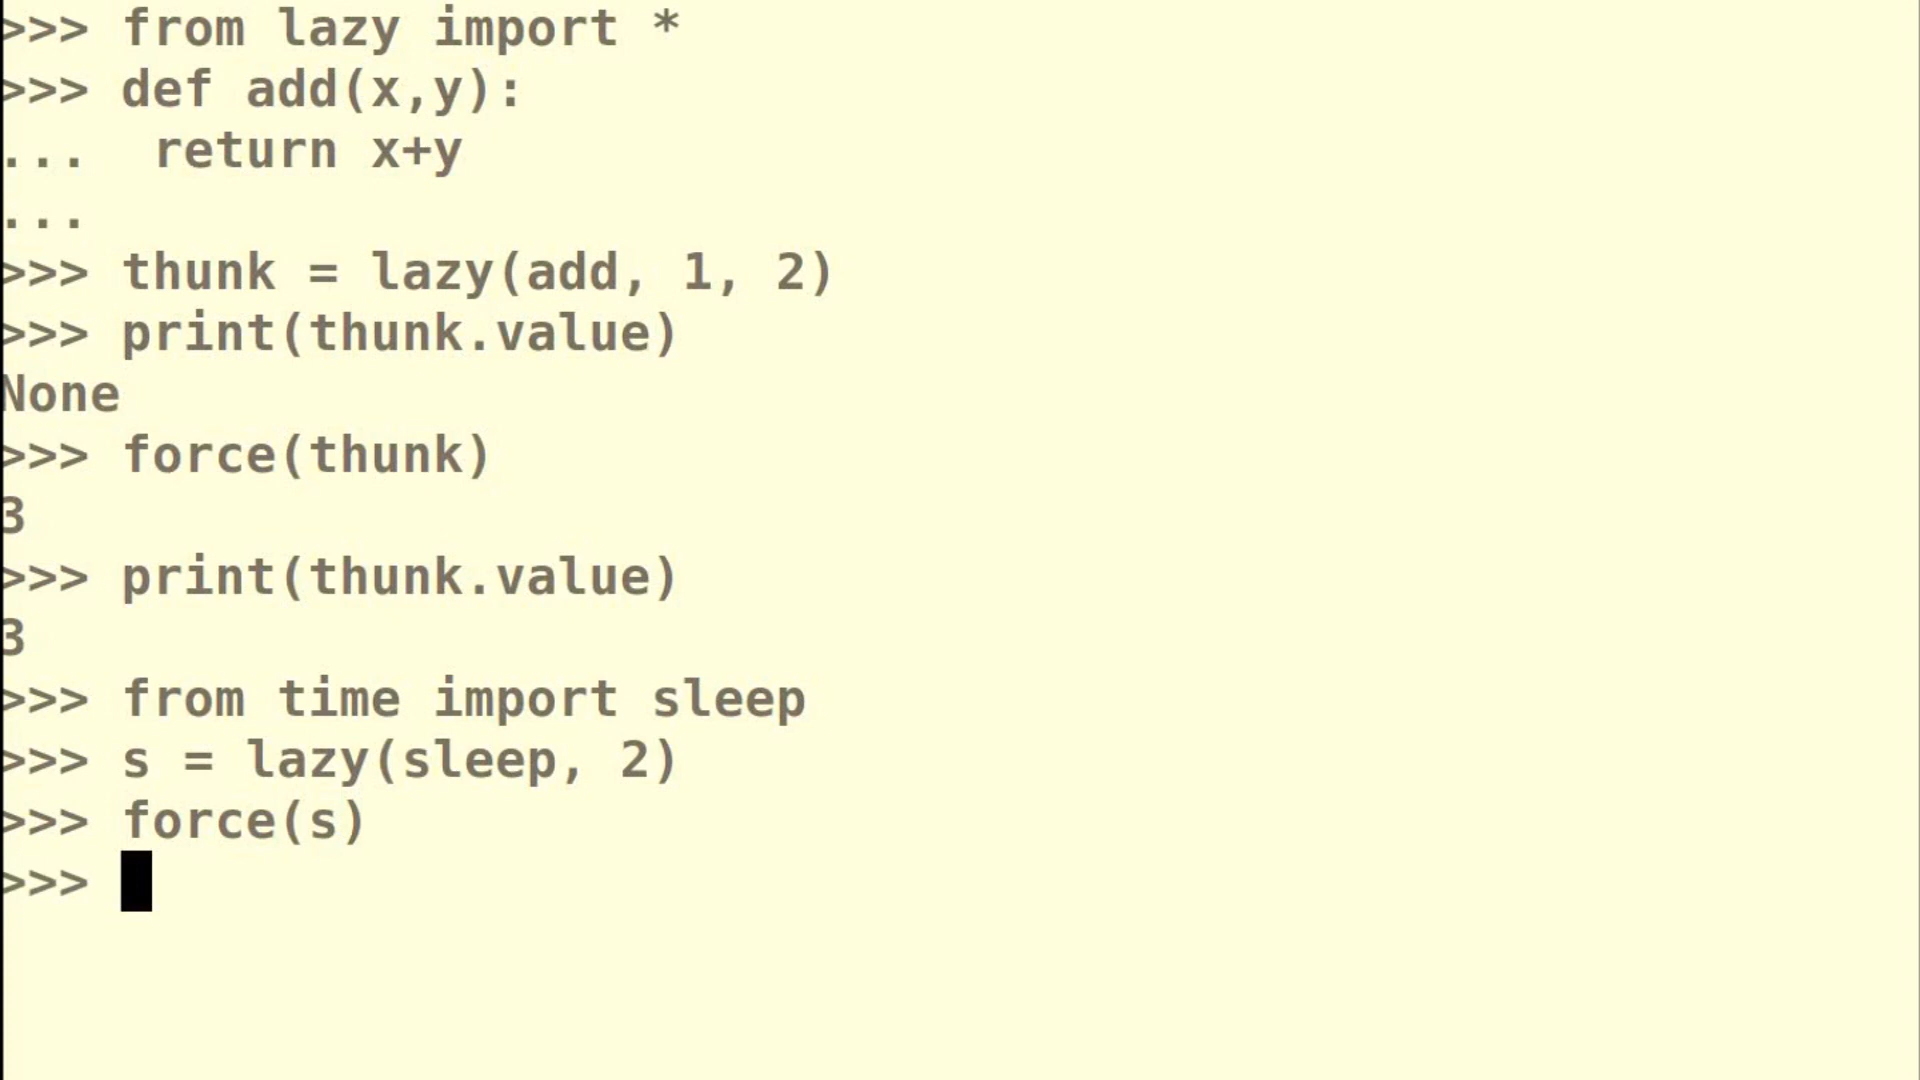 >>> from lazy import *
>>> def add(x,y):
...  return x+y
...
>>> thunk = lazy(add, 1, 2)
>>> print(thunk.value)
None
>>> force(thunk)
3
>>> print(thunk.value)
3
>>> from time import sleep
>>> s = lazy(sleep, 2)
>>> force(s)
>>>